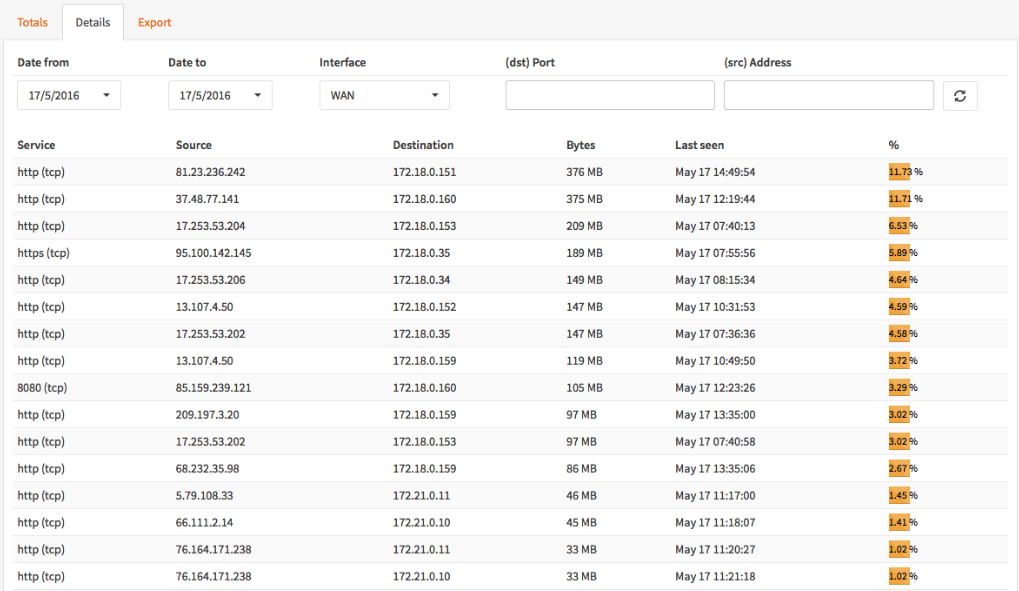 Totals Details Export
Date from Date to Interface (dst) Port (src) Address
17/5/2016 17/5/2016 WAN
Service Source Destination Bytes Last seen %
http (tcp) 81.23.236.242 172.18.0.151 376 MB May 17 14:49:54 11.73 %
http (tcp) 37.48.77.141 172.18.0.160 375 MB May 17 12:19:44 11.71 %
http (tcp) 17.253.53.204 172.18.0.153 209 MB May 17 07:40:13 6.53 %
https (tcp) 95.100.142.145 172.18.0.35 189 MB May 17 07:55:56 5.89 %
http (tcp) 17.253.53.206 172.18.0.34 149 MB May 17 08:15:34 4.64 %
http (tcp) 13.107.4.50 172.18.0.152 147 MB May 17 10:31:53 4.59 %
http (tcp) 17.253.53.202 172.18.0.35 147 MB May 17 07:36:36 4.58 %
http (tcp) 13.107.4.50 172.18.0.159 119 MB May 17 10:49:50 3.72 %
8080 (tcp) 85.159.239.121 172.18.0.160 105 MB May 17 12:23:26 3.29 %
http (tcp) 209.197.3.20 172.18.0.159 97 MB May 17 13:35:00 3.02 %
http (tcp) 17.253.53.202 172.18.0.153 97 MB May 17 07:40:58 3.02 %
http (tcp) 68.232.35.98 172.18.0.159 86 MB May 17 13:35:06 2.67 %
http (tcp) 5.79.108.33 172.21.0.11 46 MB May 17 11:17:00 1.45 %
http (tcp) 66.111.2.14 172.21.0.10 45 MB May 17 11:18:07 1.41 %
http (tcp) 76.164.171.238 172.21.0.11 33 MB May 17 11:20:27 1.02 %
http (tcp) 76.164.171.238 172.21.0.10 33 MB May 17 11:21:18 1.02 %